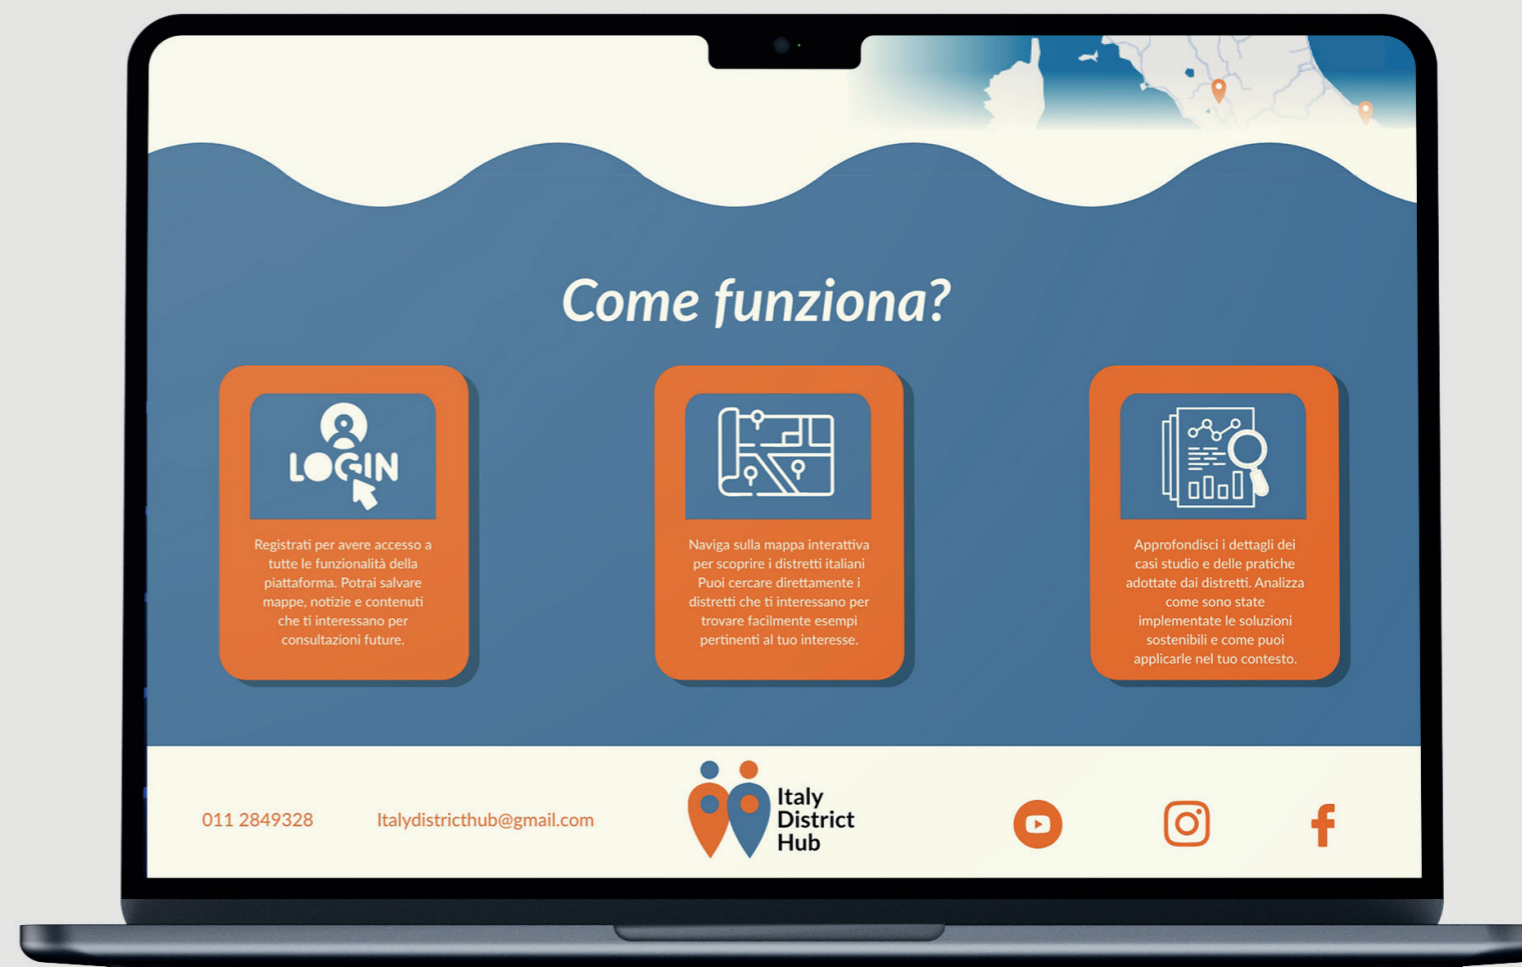 Come funziona?
LOGIN
Registrati per avere accesso a
tutte le funzionalità della
piattaforma. Potrai salvare
mappe, notizie e contenuti
che ti interessano per
consultazioni future.
Naviga sulla mappa interattiva
per scoprire i distretti italiani
Puoi cercare direttamente i
distretti che ti interessano per
trovare facilmente esempi
pertinenti al tuo interesse.
Approfondisci i dettagli dei
casi studio e delle pratiche
adottate dai distretti. Analizza
come sono state
implementate le soluzioni
sostenibili e come puoi
applicarle nel tuo contesto.
011 2849328
Italydistricthub@gmail.com
Italy
District
Hub